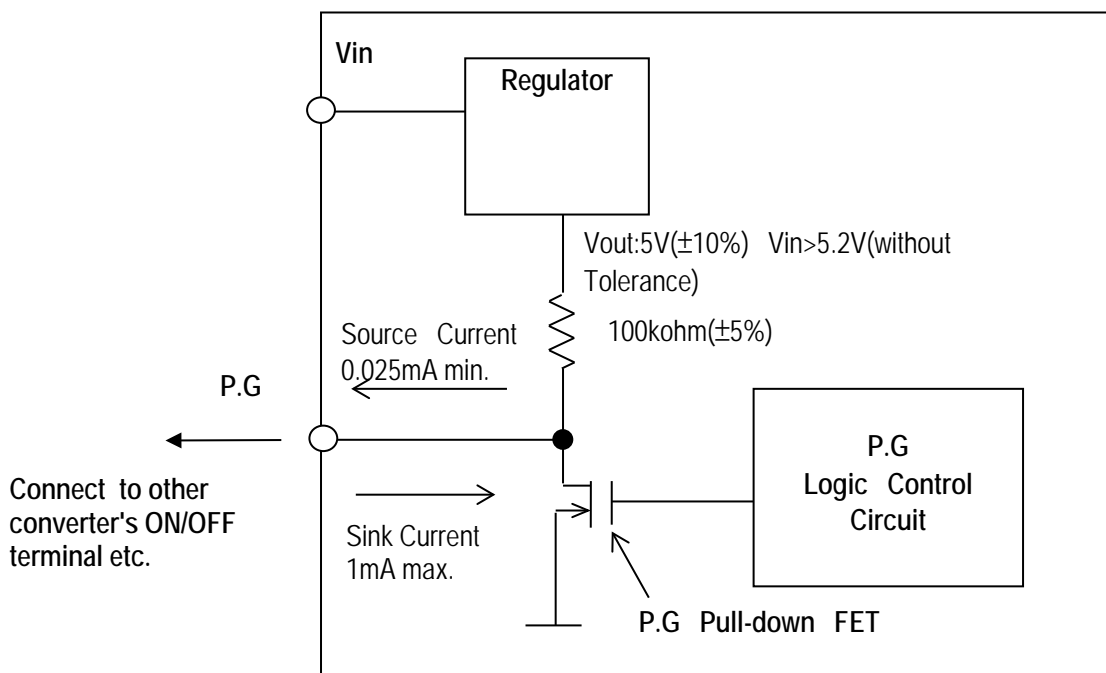 Vin
Regulator
Vout:5V(±10%) Vin>5.2V(without
Tolerance)
100kohm(±5%)
Source Current
0.025mA min.
P.G
P.G
Logic Control
Circuit
Connect to other
converter's ON/OFF
terminal etc.
Sink Current
1mA max.
P.G Pull-down FET